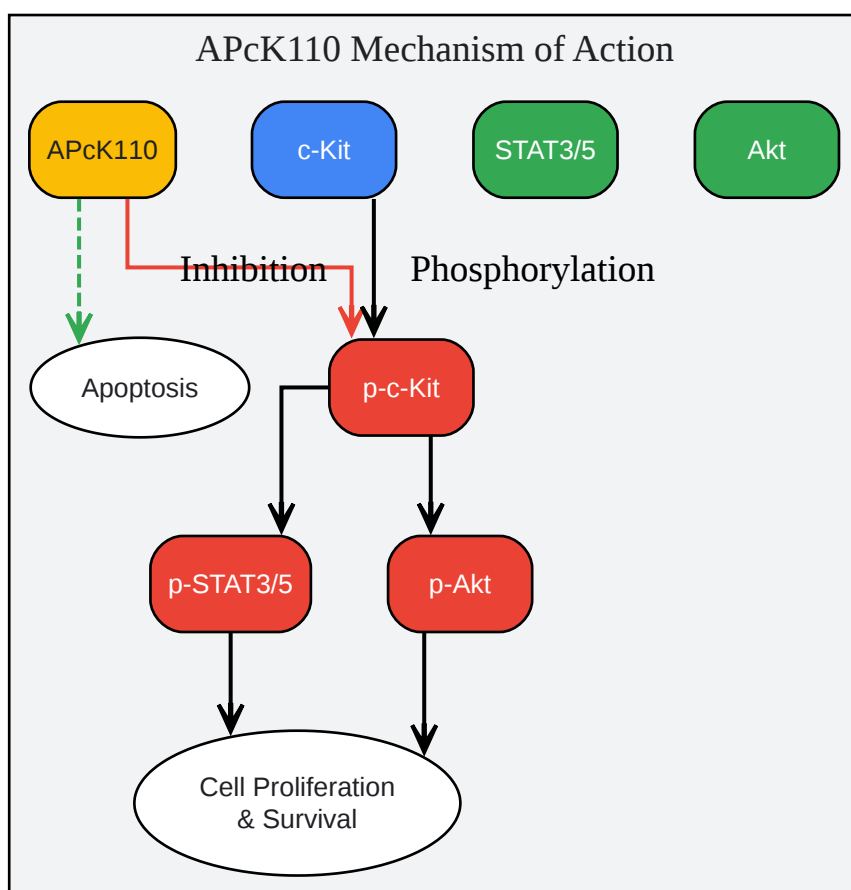 APcK110 Mechanism of Action
APcK110
c-Kit
STAT3/5
Akt
Inhibition
Phosphorylation
Apoptosis
p-c-Kit
p-STAT3/5
p-Akt
Cell Proliferation
& Survival